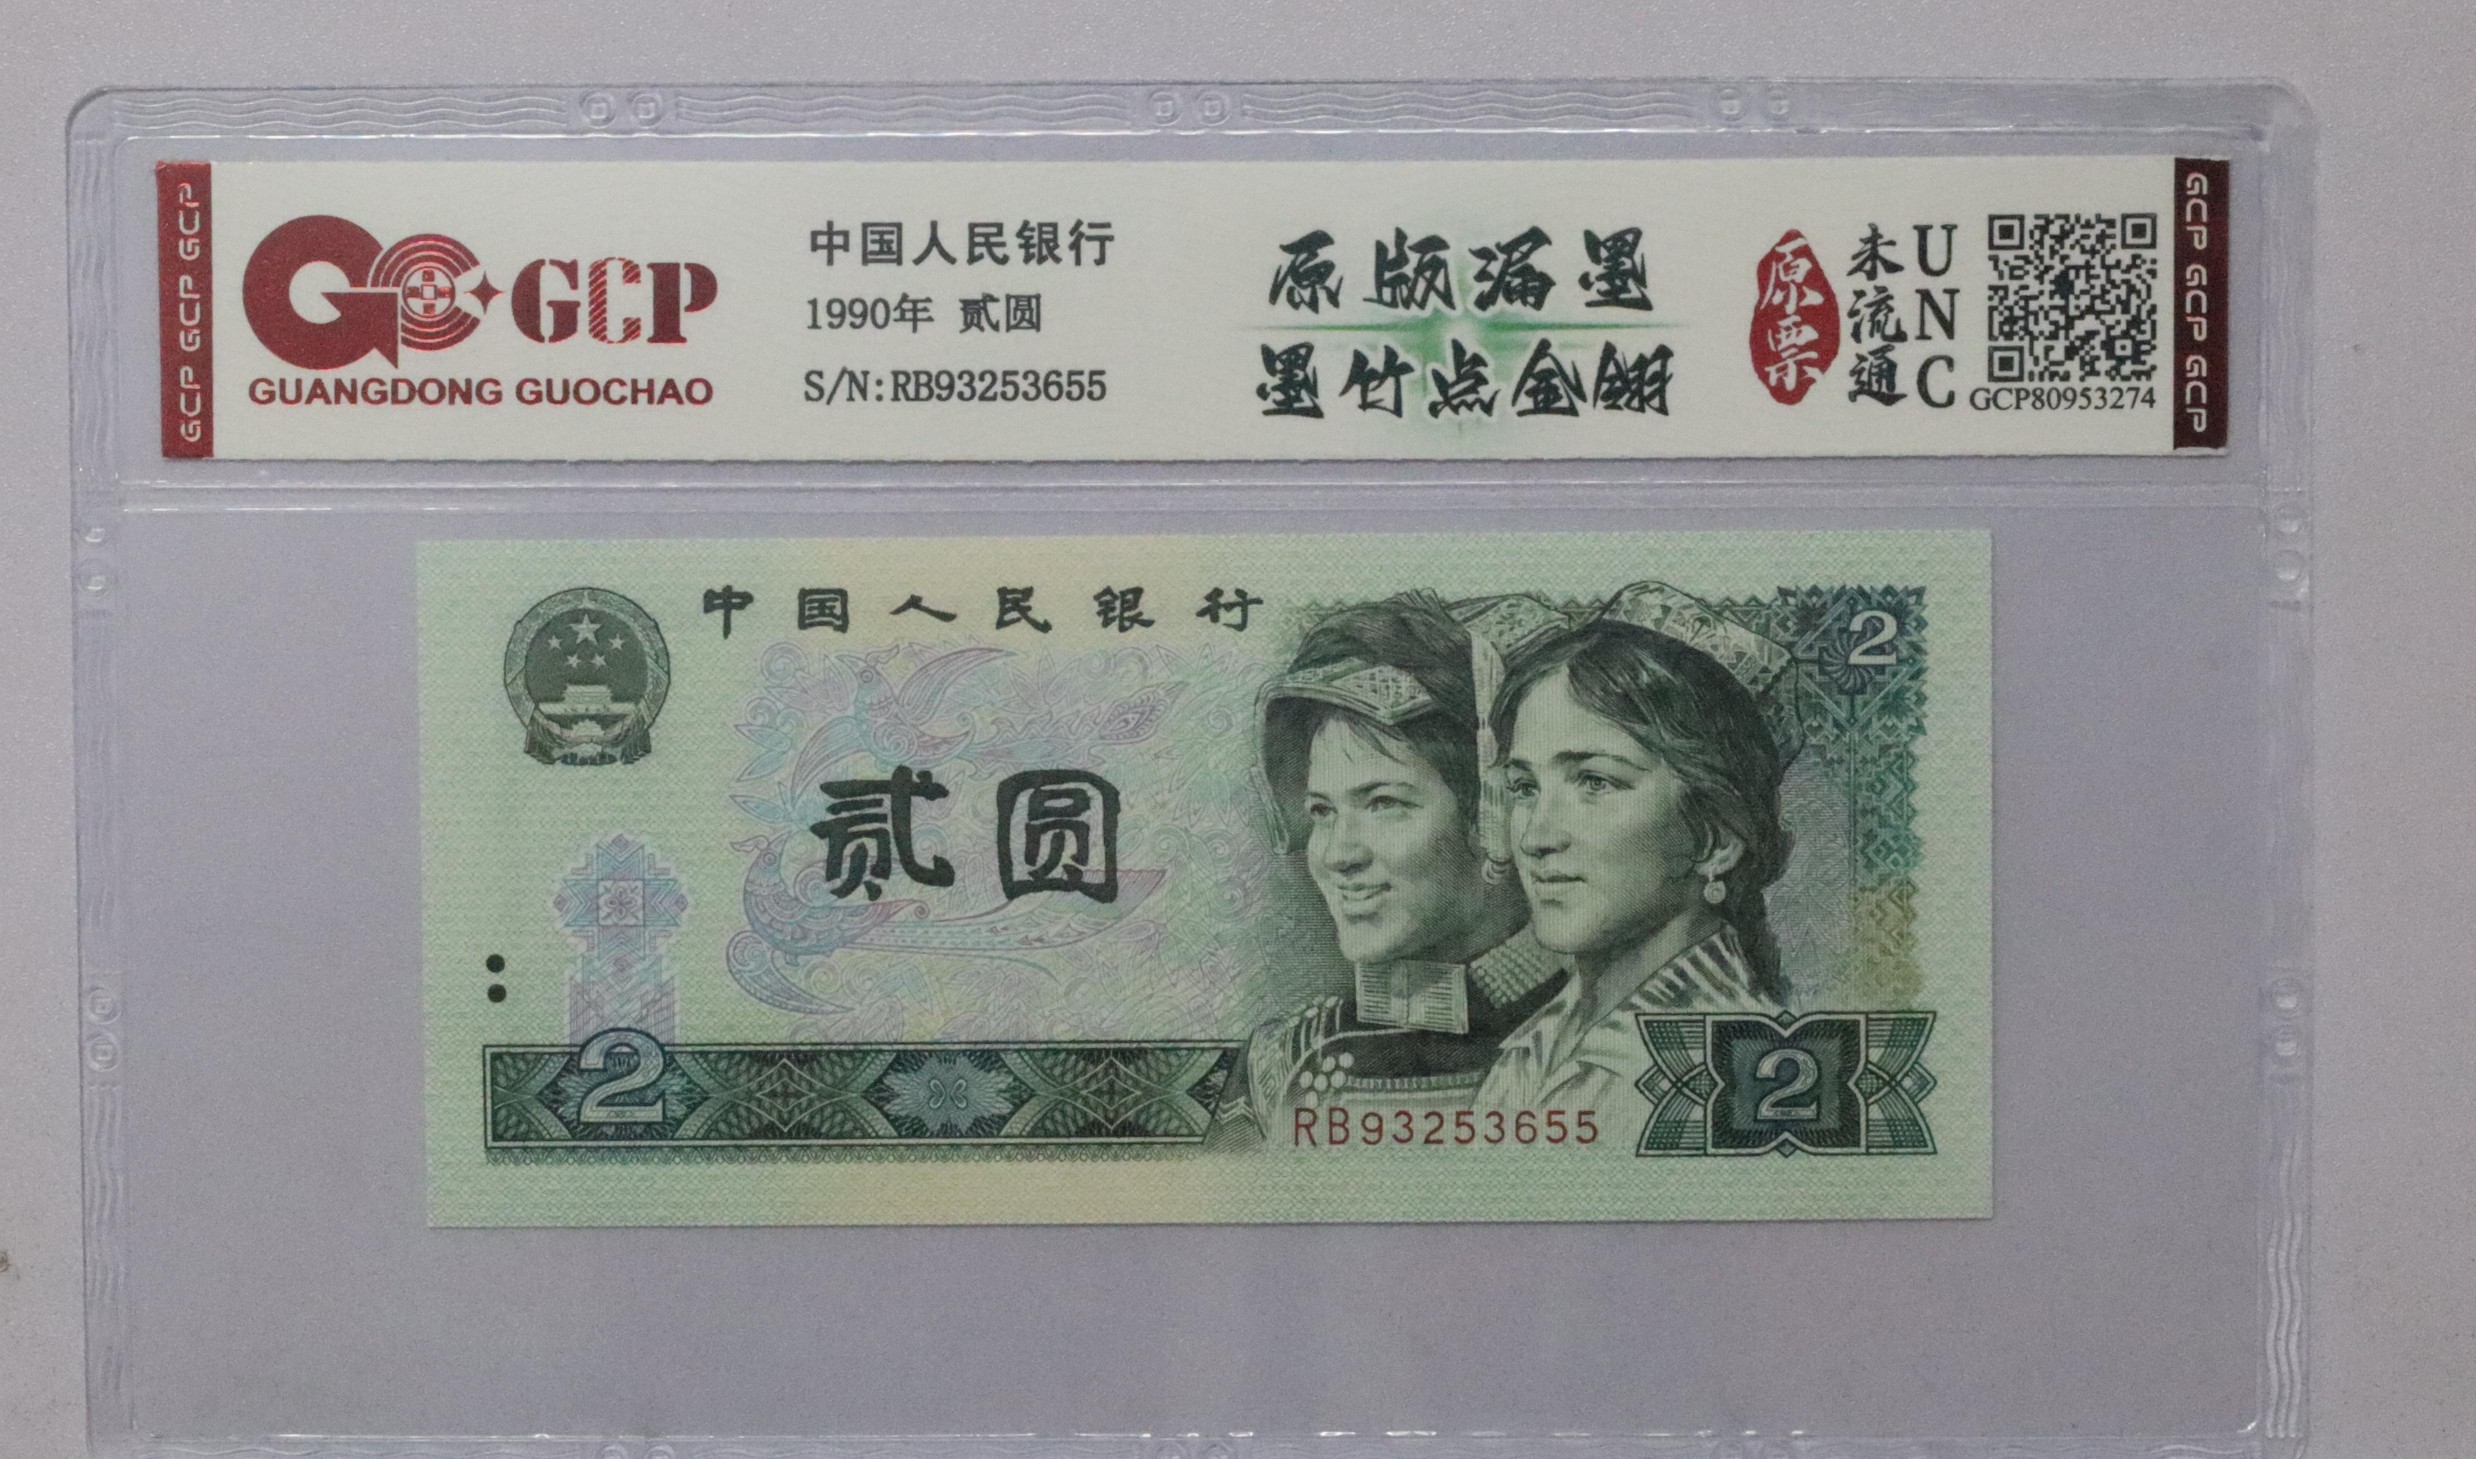 GCP GCP GCP
GCP
GUANGDONG GUOCHAO
中国人民银行
1990年 贰圆
S/N:RB93253655
原版漏墨
墨竹点金翎
原票
未流通
UNC
GCP80953274
GCP GCP GCP
中国人民银行
2
贰圆
2
RB93253655
2